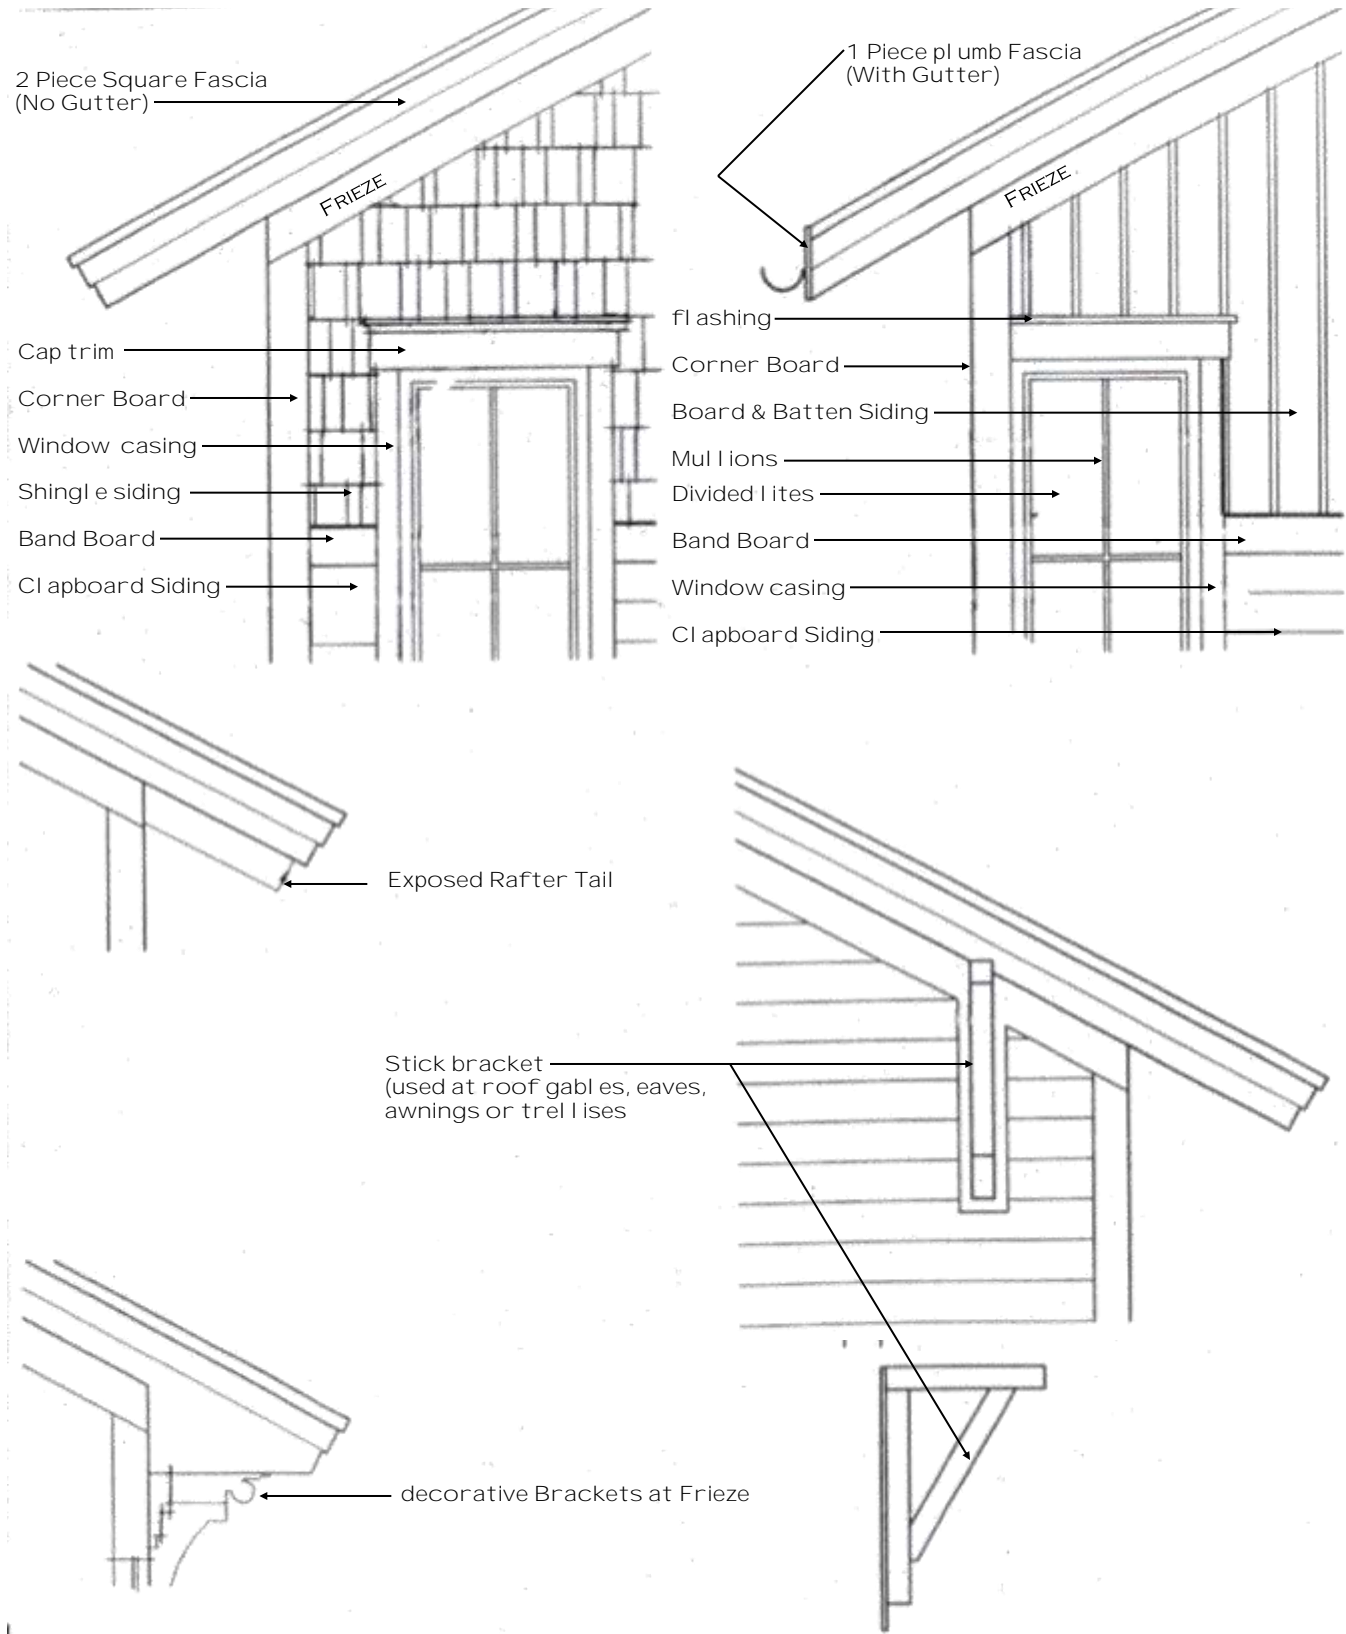 2 Piece Square Fascia
(No Gutter)
FRIEZE
Cap trim
Corner Board
Window casing
Shingle siding
Band Board
Clapboard Siding
1 Piece plumb Fascia
(With Gutter)
FRIEZE
flashing
Corner Board
Board & Batten Siding
Mullions
Divided lites
Band Board
Window casing
Clapboard Siding
Exposed Rafter Tail
Stick bracket
(used at roof gables, eaves,
awnings or trellises
decorative Brackets at Frieze